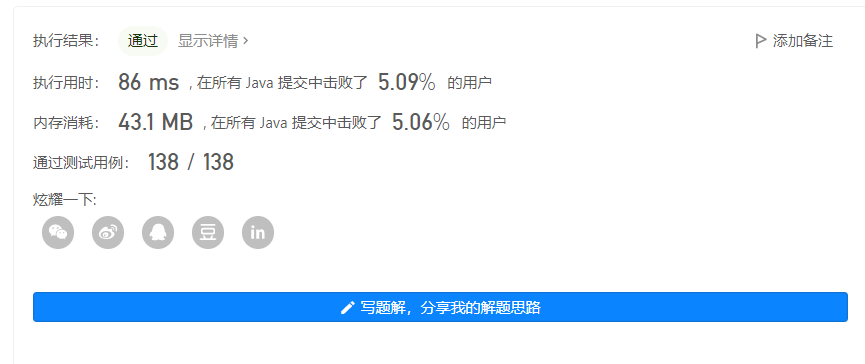 执行结果： 通过 显示详情 › 添加备注
执行用时： 86 ms , 在所有 Java 提交中击败了 5.09% 的用户
内存消耗： 43.1 MB , 在所有 Java 提交中击败了 5.06% 的用户
通过测试用例： 138 / 138
炫耀一下:
豆 in
写题解，分享我的解题思路